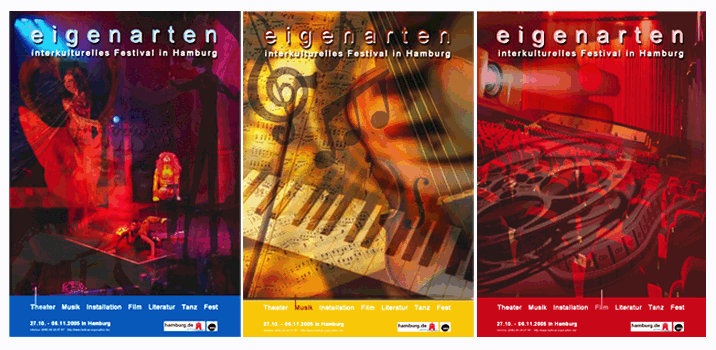 eigenarten
interkulturelles Festival in Hamburg
Theater Musik Installation Film Literatur Tanz Fest
27.10. - 06.11.2005 in Hamburg
hamburg.de
eigenarten
interkulturelles Festival in Hamburg
Theater Musik Installation Film Literatur Tanz Fest
27.10. - 06.11.2005 in Hamburg
hamburg.de
eigenarten
interkulturelles Festival in Hamburg
Theater Musik Installation Film Literatur Tanz Fest
27.10. - 06.11.2005 in Hamburg
hamburg.de